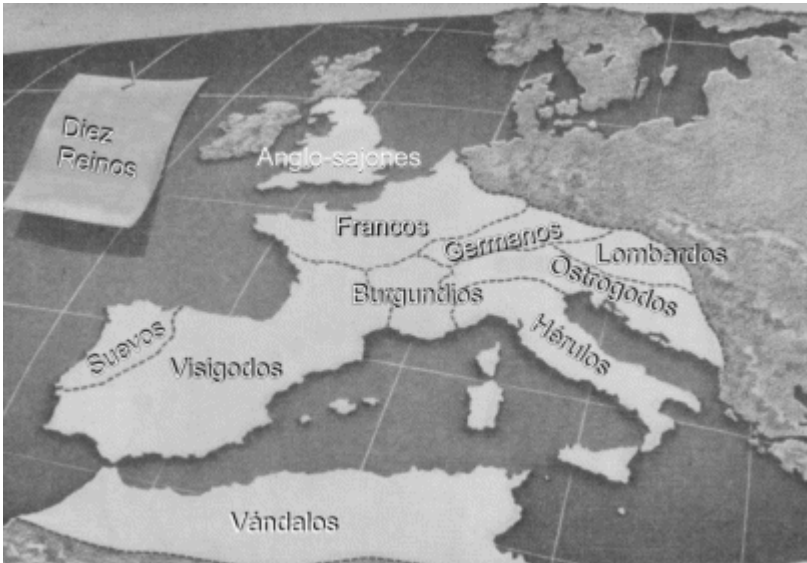 Diez
Reinos
Anglo-sajones
Francos
Germanos
Lombardos
Ostrogodos
Burgundios
Hérulos
Suevos
Visigodos
Vándalos